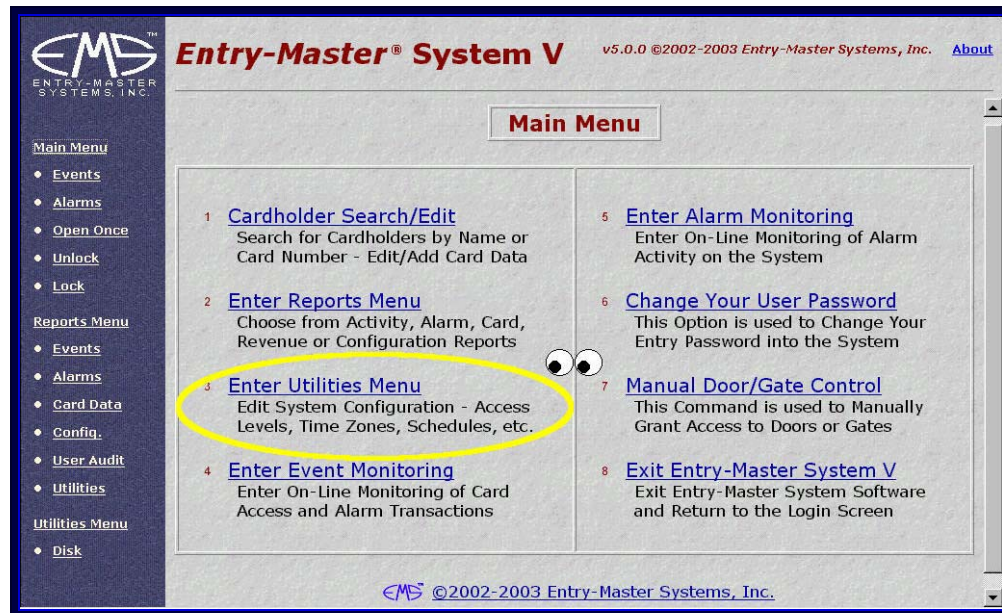 EMS™
ENTRY-MASTER
SYSTEMS, INC.
Entry-Master® System V
v5.0.0 ©2002-2003 Entry-Master Systems, Inc.
About
Main Menu
Main Menu
• Events
• Alarms
• Open Once
• Unlock
• Lock
Reports Menu
• Events
• Alarms
• Card Data
• Config.
• User Audit
• Utilities
Utilities Menu
• Disk
1 Cardholder Search/Edit
Search for Cardholders by Name or
Card Number - Edit/Add Card Data
2 Enter Reports Menu
Choose from Activity, Alarm, Card,
Revenue or Configuration Reports
3 Enter Utilities Menu
Edit System Configuration - Access
Levels, Time Zones, Schedules, etc.
4 Enter Event Monitoring
Enter On-Line Monitoring of Card
Access and Alarm Transactions
5 Enter Alarm Monitoring
Enter On-Line Monitoring of Alarm
Activity on the System
6 Change Your User Password
This Option is used to Change Your
Entry Password into the System
7 Manual Door/Gate Control
This Command is used to Manually
Grant Access to Doors or Gates
8 Exit Entry-Master System V
Exit Entry-Master System Software
and Return to the Login Screen
EMS ©2002-2003 Entry-Master Systems, Inc.